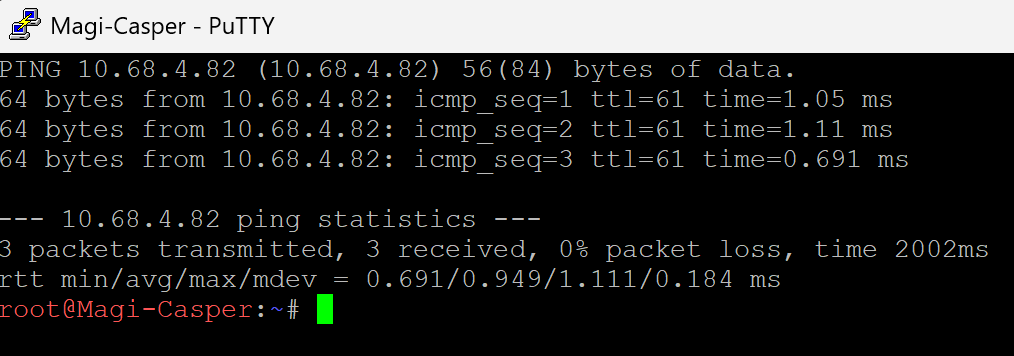 Magi-Casper - PuTTY
PING 10.68.4.82 (10.68.4.82) 56(84) bytes of data.
64 bytes from 10.68.4.82: icmp_seq=1 ttl=61 time=1.05 ms
64 bytes from 10.68.4.82: icmp_seq=2 ttl=61 time=1.11 ms
64 bytes from 10.68.4.82: icmp_seq=3 ttl=61 time=0.691 ms
--- 10.68.4.82 ping statistics ---
3 packets transmitted, 3 received, 0% packet loss, time 2002ms
rtt min/avg/max/mdev = 0.691/0.949/1.111/0.184 ms
root@Magi-Casper:~#